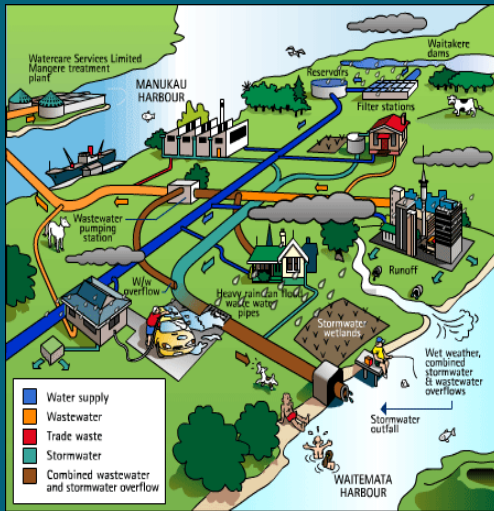 Watercare Services Limited
Mangere treatment
plant
MANUKAU
HARBOUR
Reservoirs
Waitakere
dams
Filter stations
Wastewater
pumping
station
W/w
overflow
Heavy rain can flood
waste water
pipes
Runoff
Stormwater
wetlands
Wet weather,
combined
stormwater
& wastewater
overflows
Stormwater
outfall
WAITEMATA
HARBOUR
Water supply
Wastewater
Trade waste
Stormwater
Combined wastewater
and stormwater overflow